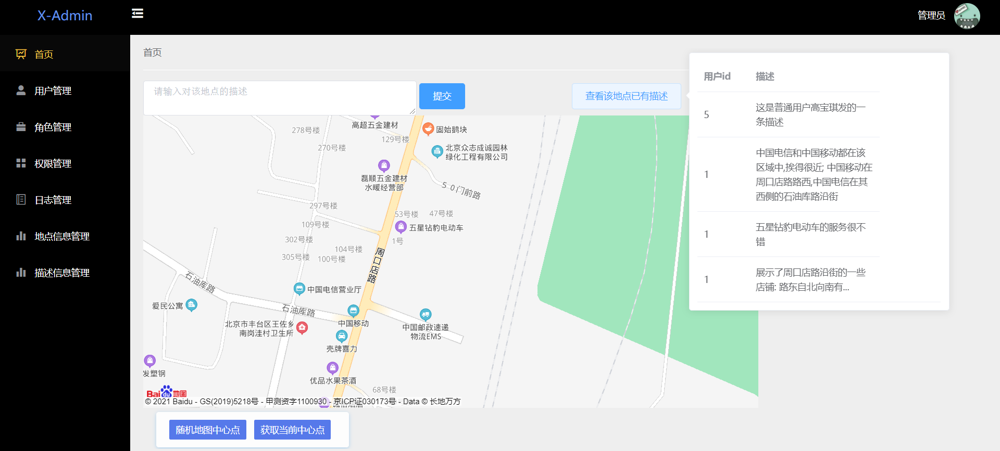 X-Admin
管理员
首页
用户管理
角色管理
权限管理
日志管理
地点信息管理
描述信息管理
首页
请输入对该地点的描述
提交
查看该地点已有描述
用户id
描述
5
这是普通用户高宝琪发的一
条描述
1
中国电信和中国移动都在该
区域中,挨得很近; 中国移动在
周口店路路西,中国电信在其
西侧的石油库路沿街
1
五星钻豹电动车的服务很不
错
1
展示了周口店路沿街的一些
店铺: 路东自北向南有...
高超五金建材
278号楼
129号楼
固始鹅块
270号楼
北京众志成诚园林
绿化工程有限公司
磊顺五金建材
水暖经营部
50门前路
297号楼
53号楼
47号楼
109号楼
五星钻豹电动车
1号
302号楼
104号楼
305号楼
100号楼
周口店路
石油库路
中国电信营业厅
爱民公寓
石油库路
中国移动
北京市丰台区王佐乡
南岗洼村卫生所
中国邮政速递
物流EMS
壳牌喜力
发塑钢
优品水果茶酒
68号楼
Bai du 地图
© 2021 Baidu - GS(2019)5218号 - 甲测资字1100930 - 京ICP证030173号 - Data © 长地万方
随机地图中心点
获取当前中心点